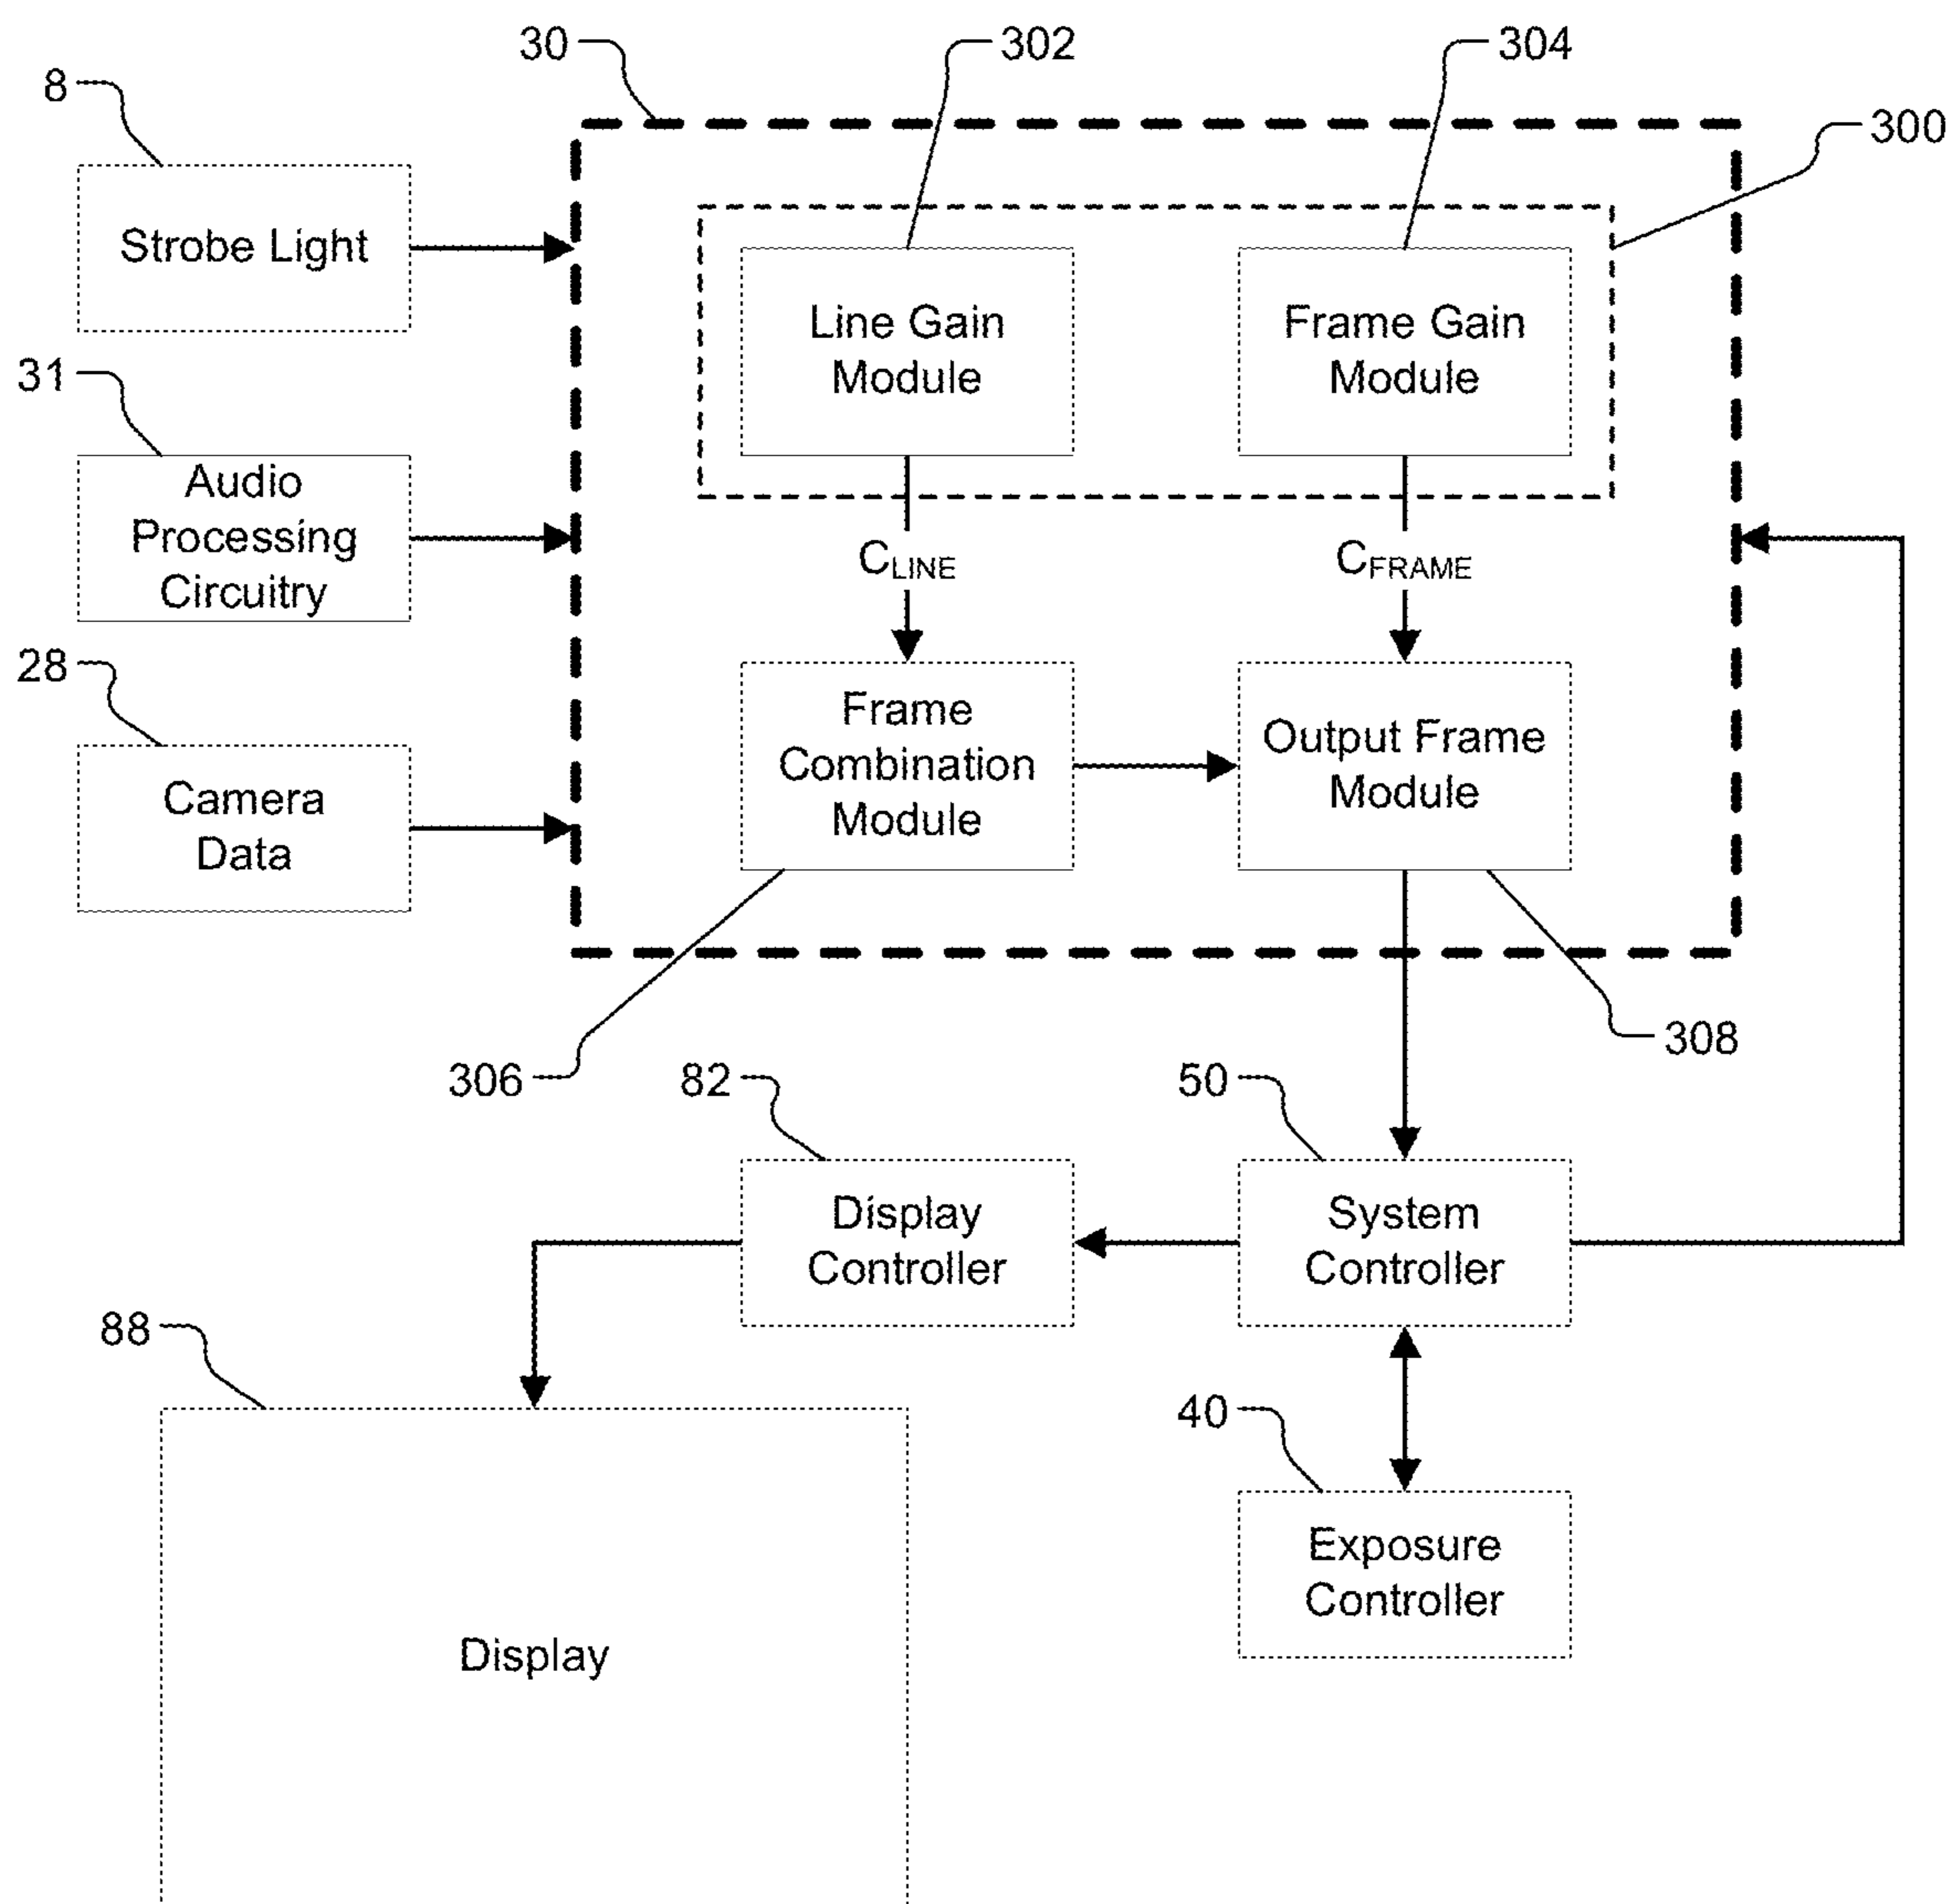 30
302
304
8
300
Strobe Light
Line Gain
Module
Frame Gain
Module
31
Audio
Processing
Circuitry
C_LINE
C_FRAME
28
Camera
Data
Frame
Combination
Module
Output Frame
Module
308
306
82
50
Display
Controller
System
Controller
88
40
Exposure
Controller
Display